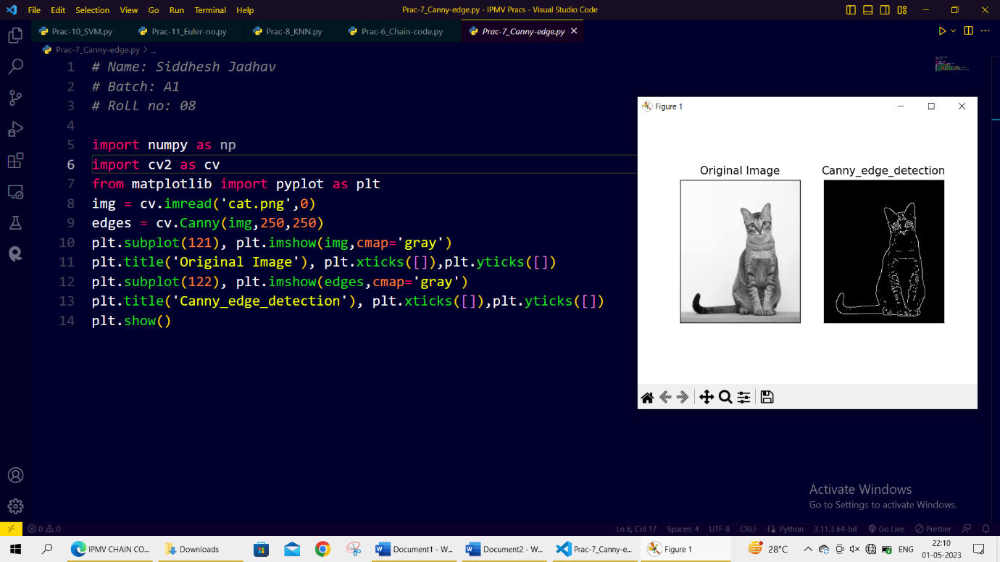 File Edit Selection View Go Run Terminal Help
Prac-7_Canny-edge.py - IPMV Pracs - Visual Studio Code
Prac-10_SVM.py
Prac-11_Euler-no.py
Prac-8_KNN.py
Prac-6_Chain-code.py
Prac-7_Canny-edge.py
Prac-7_Canny-edge.py > ...
1 # Name: Siddhesh Jadhav
2 # Batch: A1
3 # Roll no: 08
4
5 import numpy as np
6 import cv2 as cv
7 from matplotlib import pyplot as plt
8 img = cv.imread('cat.png',0)
9 edges = cv.Canny(img,250,250)
10 plt.subplot(121), plt.imshow(img,cmap='gray')
11 plt.title('Original Image'), plt.xticks([]),plt.yticks([])
12 plt.subplot(122), plt.imshow(edges,cmap='gray')
13 plt.title('Canny_edge_detection'), plt.xticks([]),plt.yticks([])
14 plt.show()
Figure 1
Original Image
Canny_edge_detection
Activate Windows
Go to Settings to activate Windows.
0 0
Ln 6, Col 17 Spaces: 4 UTF-8 CRLF Python 3.11.3 64-bit Go Live Prettier
IPMV CHAIN CO...
Downloads
Document1 - W...
Document2 - W...
Prac-7_Canny-e...
Figure 1
28°C
ENG
22:10
01-05-2023